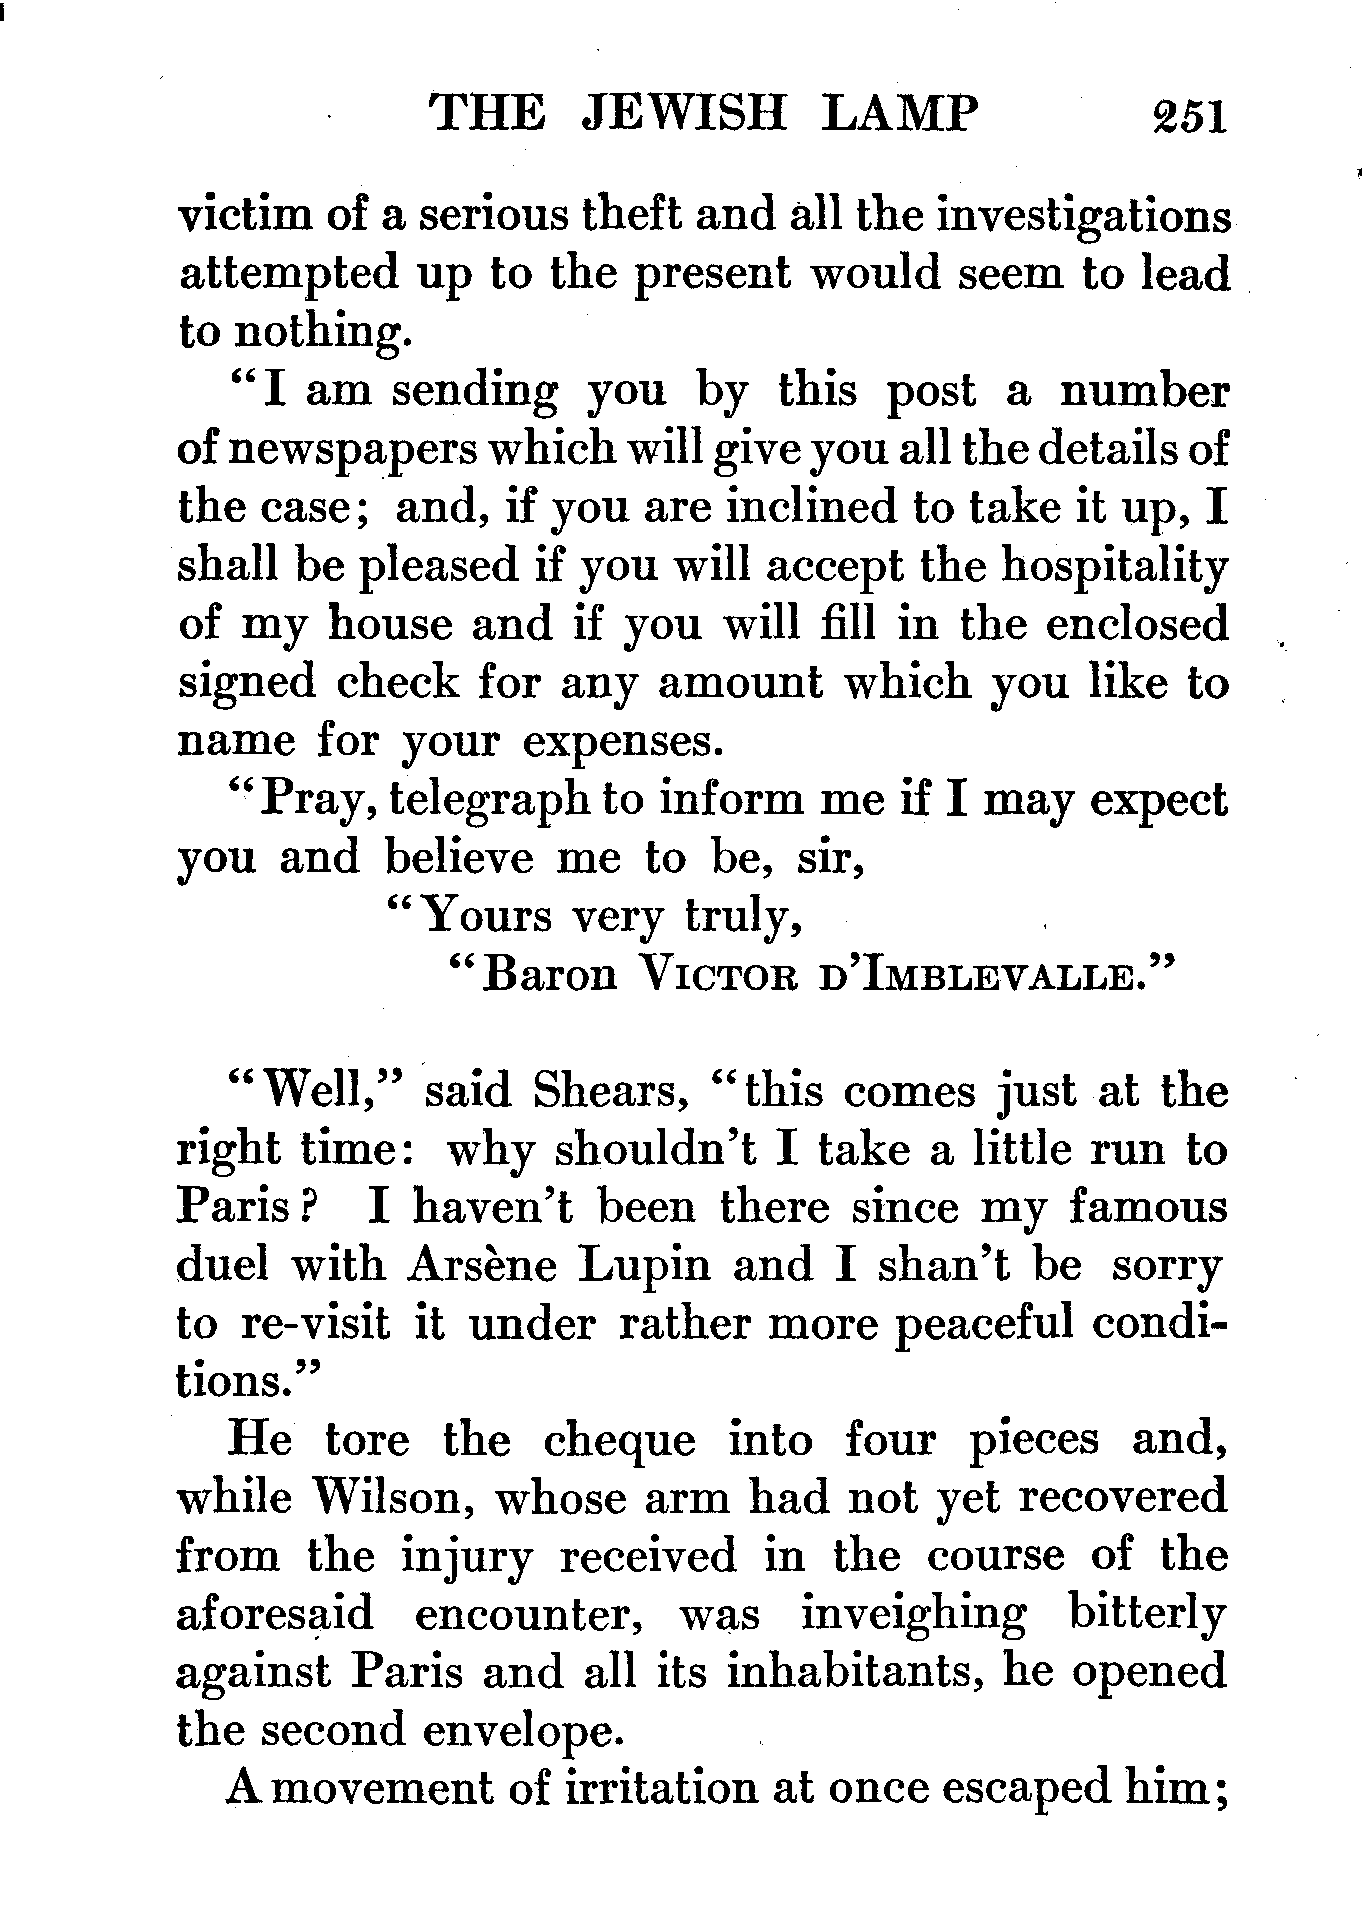 THE JEWISH LAMP 251
victim of a serious theft and all the investigations
attempted up to the present would seem to lead
to nothing.
“I am sending you by this post a number
of newspapers which will give you all the details of
the case; and, if you are inclined to take it up, I
shall be pleased if you will accept the hospitality
of my house and if you will fill in the enclosed
signed check for any amount which you like to
name for your expenses.
“Pray, telegraph to inform me if I may expect
you and believe me to be, sir,
“Yours very truly,
“Baron Victor d’Imblevalle.”
“Well,” said Shears, “this comes just at the
right time: why shouldn’t I take a little run to
Paris? I haven’t been there since my famous
duel with Arsène Lupin and I shan’t be sorry
to re-visit it under rather more peaceful condi-
tions.”
He tore the cheque into four pieces and,
while Wilson, whose arm had not yet recovered
from the injury received in the course of the
aforesaid encounter, was inveighing bitterly
against Paris and all its inhabitants, he opened
the second envelope.
A movement of irritation at once escaped him;